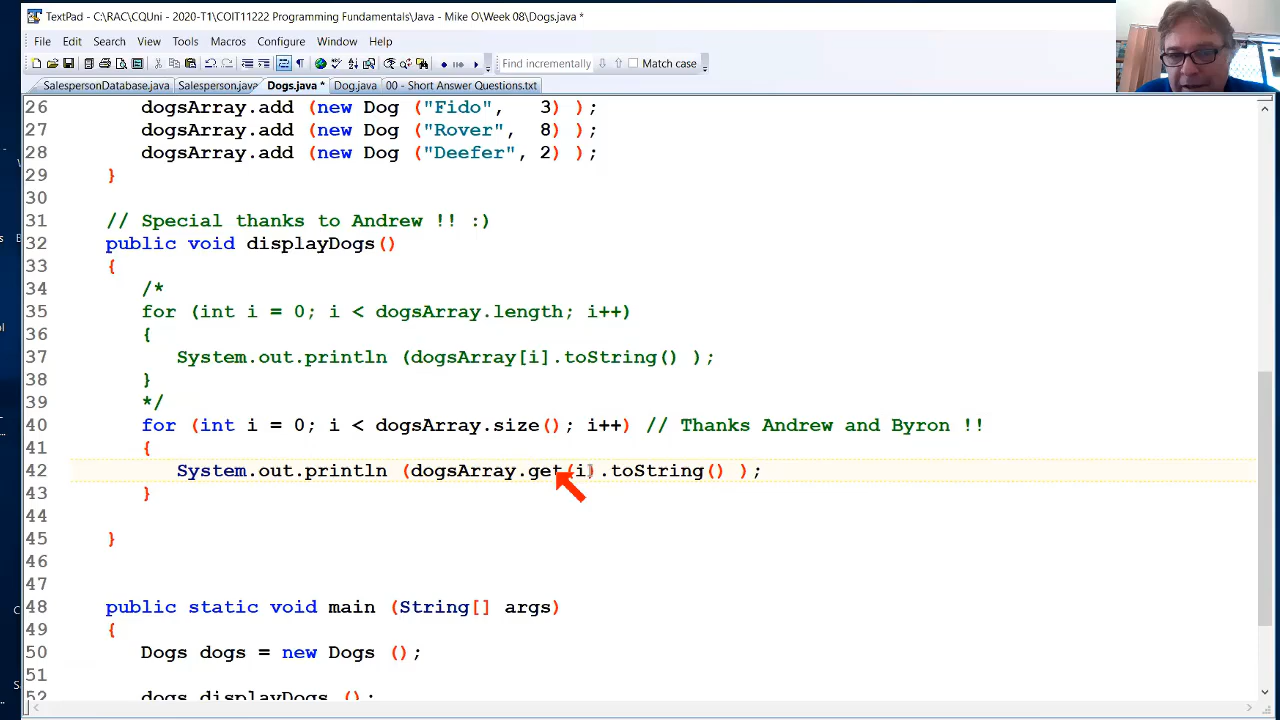 TextPad - C:\RAC\CQUni - 2020-T1\COIT11222 Programming Fundamentals\Java - Mike O\Week 08\Dogs.java *
File Edit Search View Tools Macros Configure Window Help
Find incrementally Match case
SalespersonDatabase.java Salesperson.java Dogs.java * Dog.java 00 - Short Answer Questions.txt
26 dogsArray.add (new Dog ("Fido", 3) );
27 dogsArray.add (new Dog ("Rover", 8) );
28 dogsArray.add (new Dog ("Deefer", 2) );
29 }
30
31 // Special thanks to Andrew !! :)
32 public void displayDogs()
33 {
34 /*
35 for (int i = 0; i < dogsArray.length; i++)
36 {
37 System.out.println (dogsArray[i].toString() );
38 }
39 */
40 for (int i = 0; i < dogsArray.size(); i++) // Thanks Andrew and Byron !!
41 {
42 System.out.println (dogsArray.get(i).toString() );
43 }
44
45 }
46
47
48 public static void main (String[] args)
49 {
50 Dogs dogs = new Dogs ();
51
52 dogs.displayDogs ();